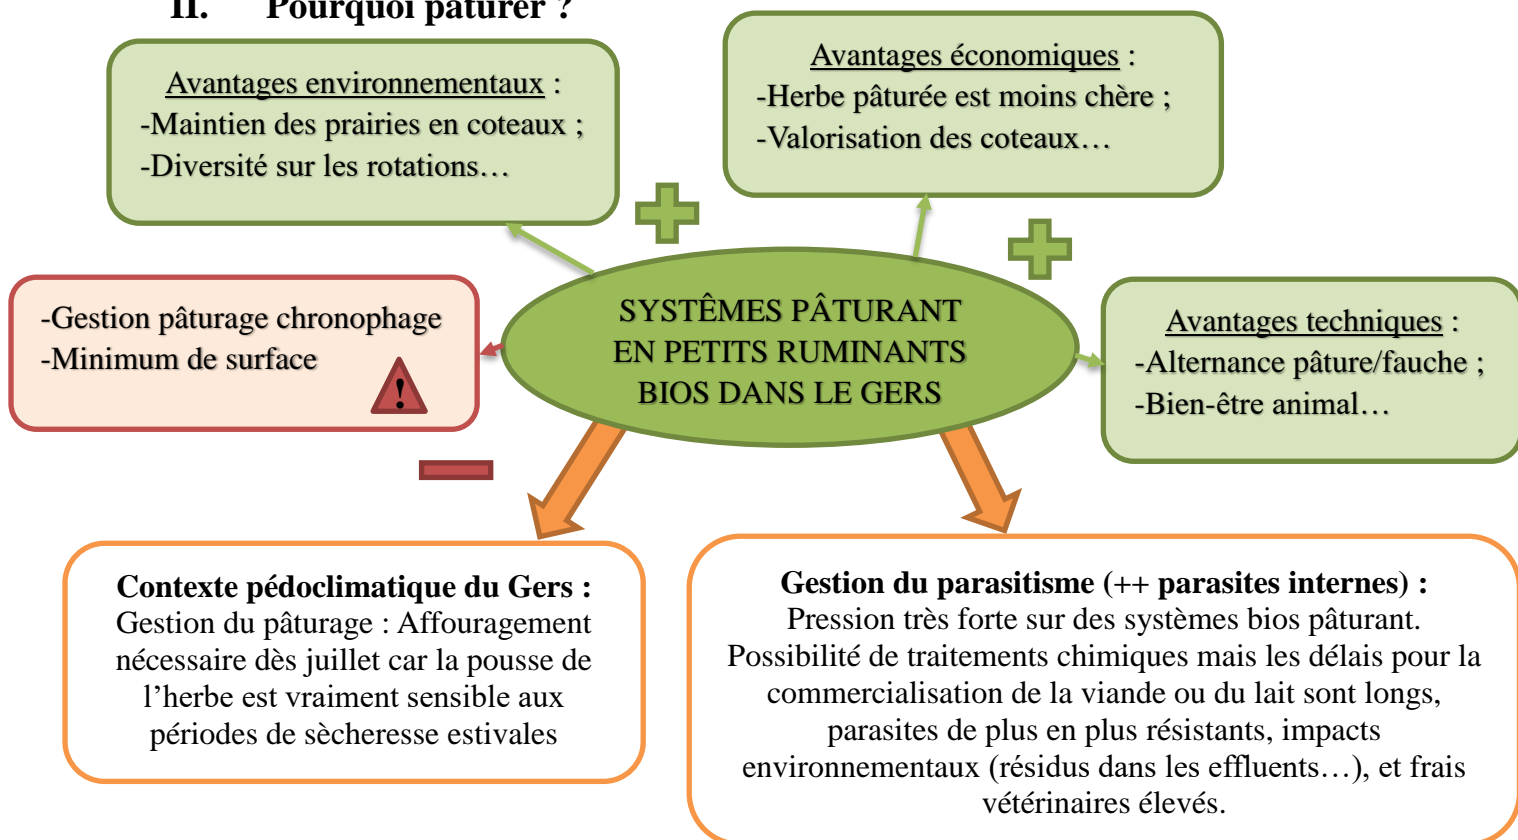 II. Pourquoi pâturer ?
Avantages environnementaux :
-Maintien des prairies en coteaux ;
-Diversité sur les rotations…
Avantages économiques :
-Herbe pâturée est moins chère ;
-Valorisation des coteaux…
-Gestion pâturage chronophage
-Minimum de surface
!
SYSTÊMES PÂTURANT
EN PETITS RUMINANTS
BIOS DANS LE GERS
Avantages techniques :
-Alternance pâture/fauche ;
-Bien-être animal…
Contexte pédoclimatique du Gers :
Gestion du pâturage : Affouragement
nécessaire dès juillet car la pousse de
l’herbe est vraiment sensible aux
périodes de sècheresse estivales
Gestion du parasitisme (++ parasites internes) :
Pression très forte sur des systèmes bios pâturant.
Possibilité de traitements chimiques mais les délais pour la
commercialisation de la viande ou du lait sont longs,
parasites de plus en plus résistants, impacts
environnementaux (résidus dans les effluents…), et frais
vétérinaires élevés.